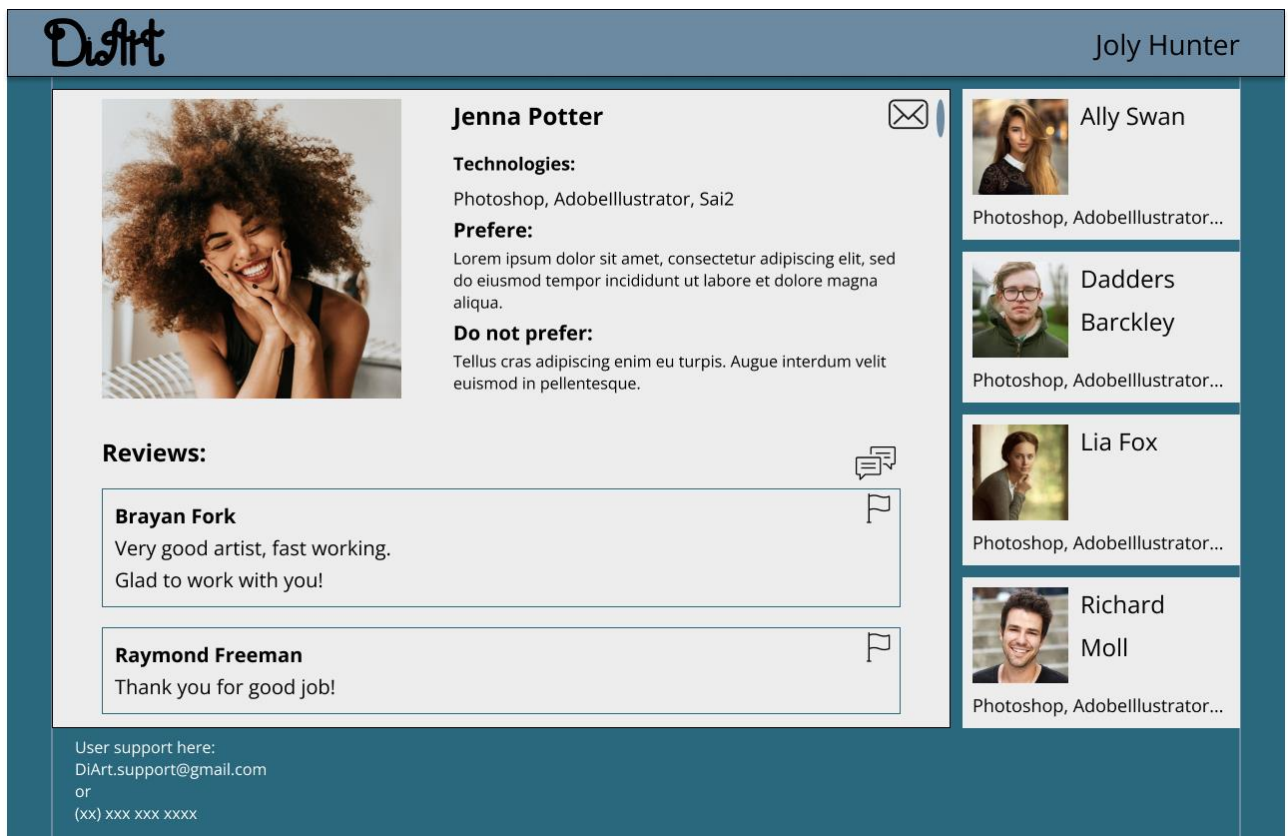 DiArt
Joly Hunter
Jenna Potter
Technologies:
Photoshop, AdobeIllustrator, Sai2
Prefere:
Lorem ipsum dolor sit amet, consectetur adipiscing elit, sed
do eiusmod tempor incididunt ut labore et dolore magna
aliqua.
Do not prefer:
Tellus cras adipiscing enim eu turpis. Augue interdum velit
euismod in pellentesque.
Reviews:
Brayan Fork
Very good artist, fast working.
Glad to work with you!
Raymond Freeman
Thank you for good job!
Ally Swan
Photoshop, AdobeIllustrator...
Dadders
Barckley
Photoshop, AdobeIllustrator...
Lia Fox
Photoshop, AdobeIllustrator...
Richard
Moll
Photoshop, AdobeIllustrator...
User support here:
DiArt.support@gmail.com
or
(xx) xxx xxx xxxx